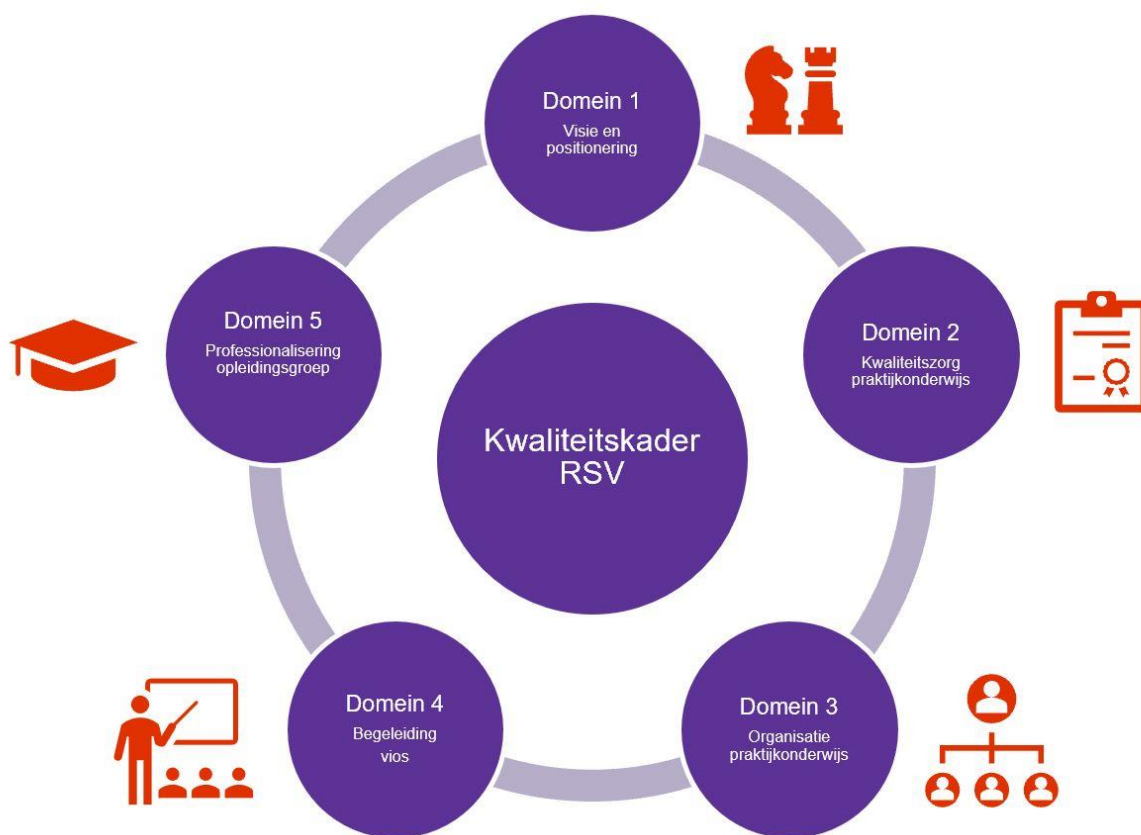 Domein 1
Visie en
positionering
Domein 2
Kwaliteitszorg
praktijkonderwijs
Domein 3
Organisatie
praktijkonderwijs
Domein 4
Begeleiding
vios
Domein 5
Professionalisering
opleidingsgroep
Kwaliteitskader
RSV